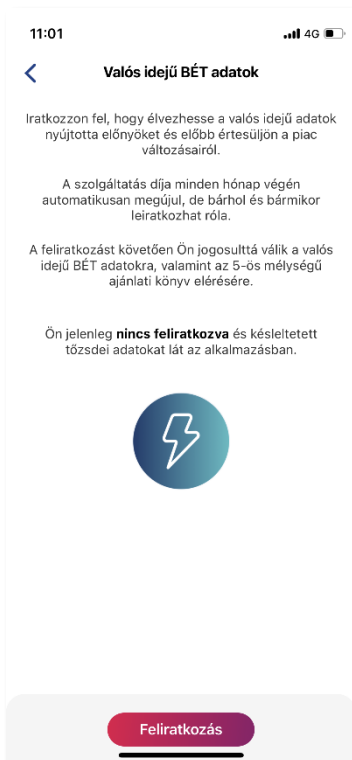 11:01
4G
Valós idejű BÉT adatok
Iratkozzon fel, hogy élvezhesse a valós idejű adatok
nyújtotta előnyöket és előbb értesüljön a piac
változásairól.
A szolgáltatás díja minden hónap végén
automatikusan megújul, de bárhol és bármikor
leiratkozhat róla.
A feliratkozást követően Ön jogosulttá válik a valós
idejű BÉT adatokra, valamint az 5-ös mélységű
ajánlati könyv elérésére.
Ön jelenleg nincs feliratkozva és késleltetett
tőzsdei adatokat lát az alkalmazásban.
Feliratkozás